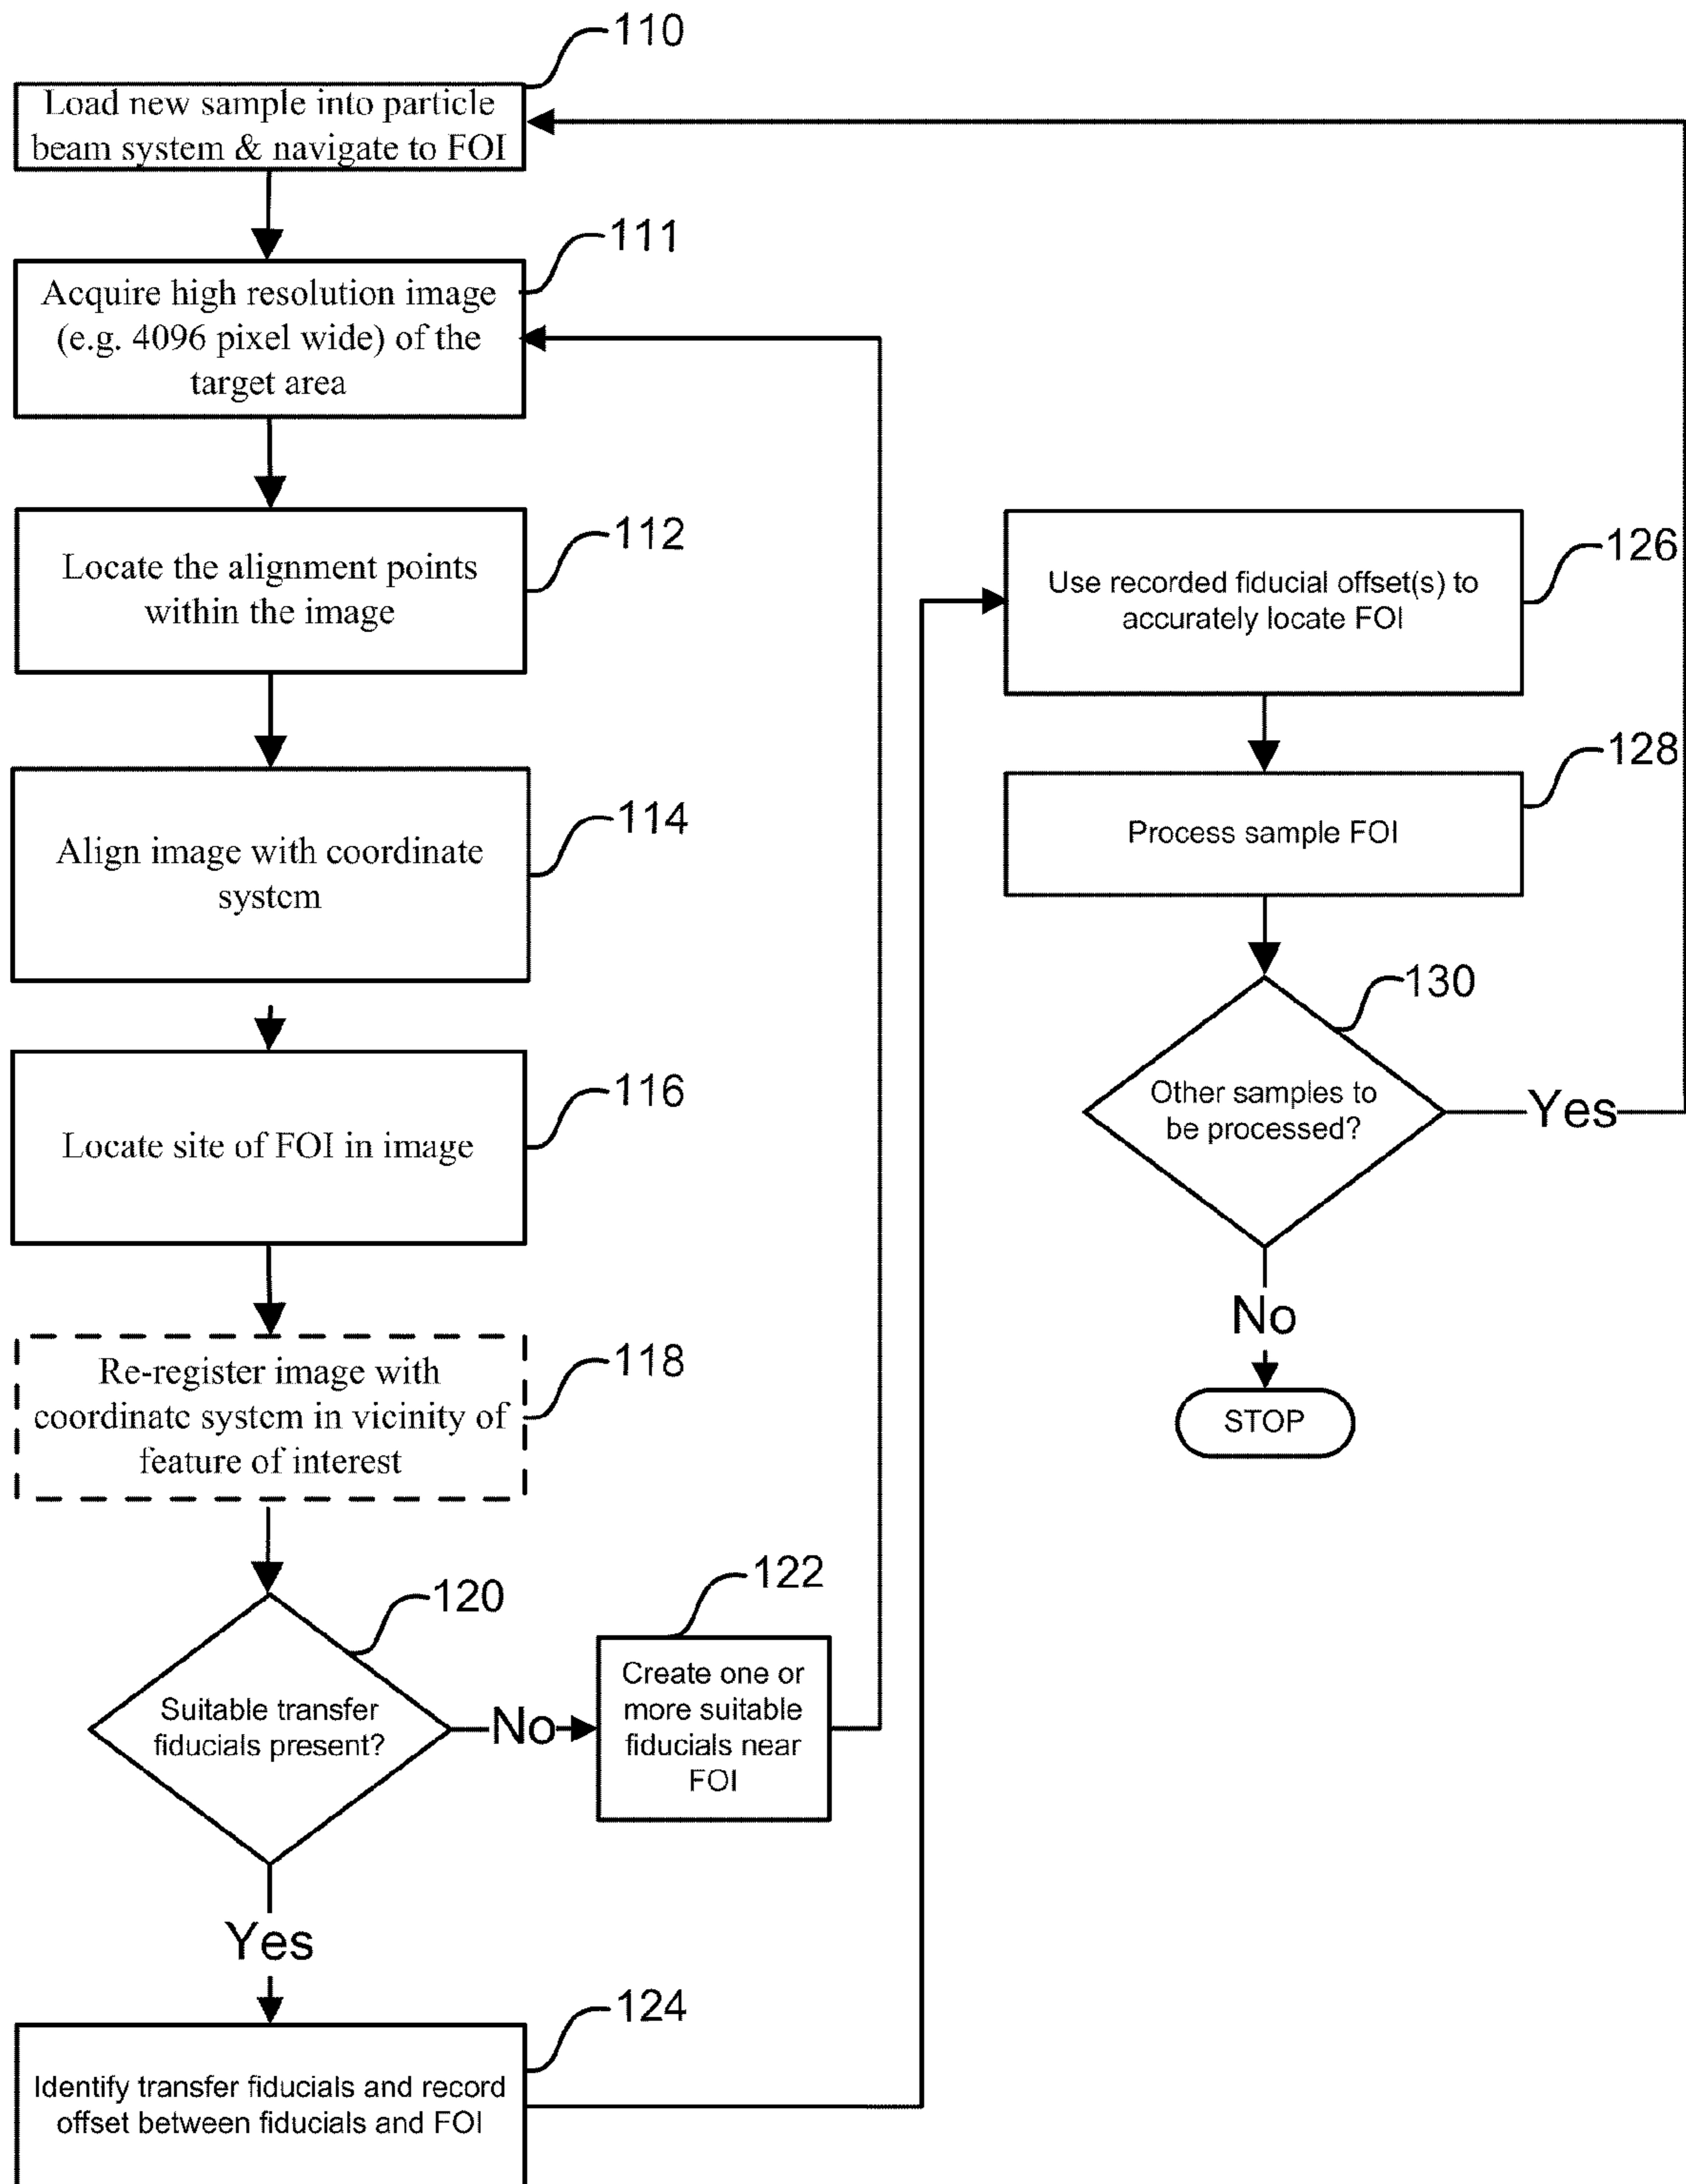 110
Load new sample into particle
beam system & navigate to FOI
111
Acquire high resolution image
(e.g. 4096 pixel wide) of the
target area
112
Locate the alignment points
within the image
114
Align image with coordinate
system
116
Locate site of FOI in image
118
Re-register image with
coordinate system in vicinity of
feature of interest
120
Suitable transfer
fiducials present?
No
122
Create one or
more suitable
fiducials near
FOI
Yes
124
Identify transfer fiducials and record
offset between fiducials and FOI
126
Use recorded fiducial offset(s) to
accurately locate FOI
128
Process sample FOI
130
Other samples to
be processed?
Yes
No
STOP